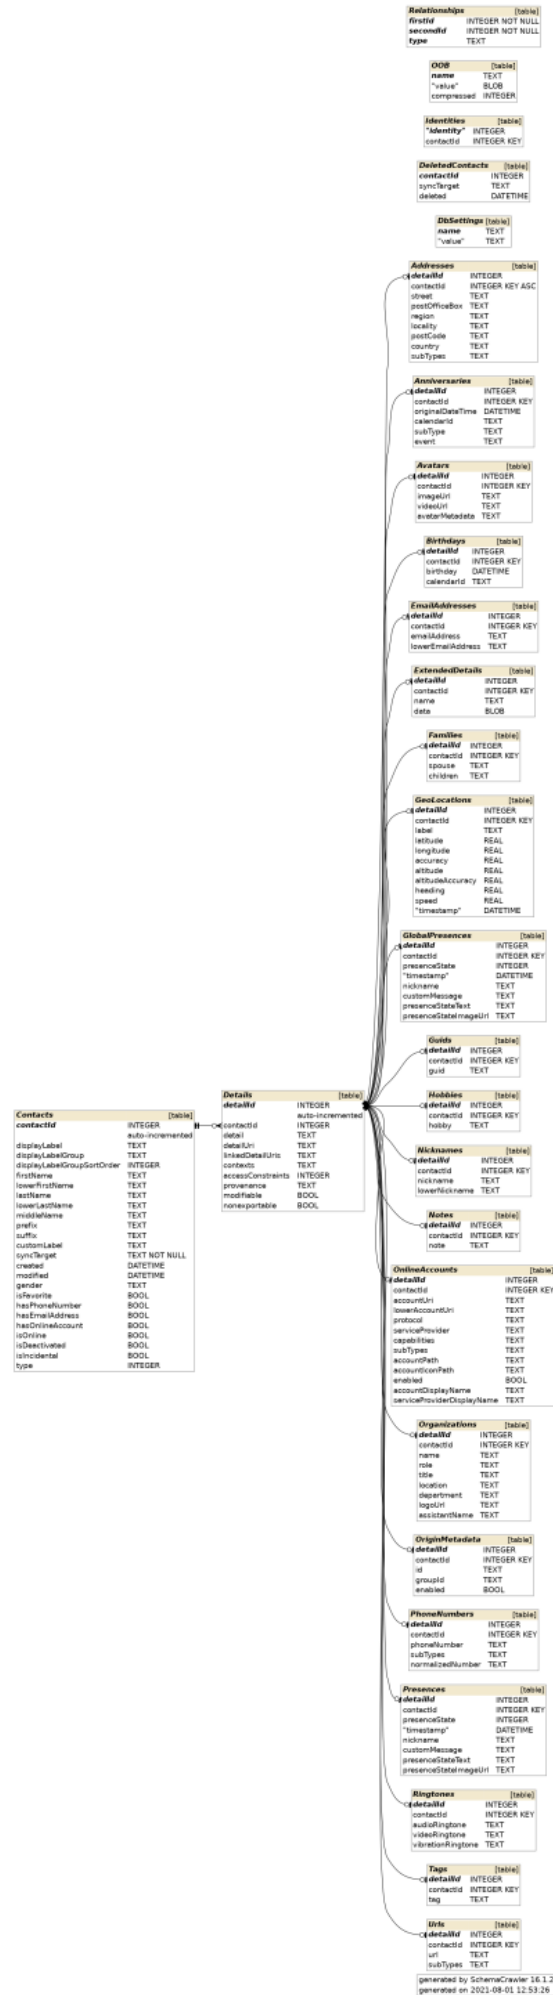 Relationships [table]
firstId INTEGER NOT NULL
secondId INTEGER NOT NULL
type TEXT
OOB [table]
name TEXT
"value" BLOB
compressed INTEGER
Identities [table]
"identity" INTEGER
contactId INTEGER KEY
DeletedContacts [table]
contactId INTEGER
syncTarget TEXT
deleted DATETIME
DbSettings [table]
name TEXT
"value" TEXT
Addresses [table]
detailId INTEGER
contactId INTEGER KEY ASC
street TEXT
postOfficeBox TEXT
region TEXT
locality TEXT
postCode TEXT
country TEXT
subTypes TEXT
Anniversaries [table]
detailId INTEGER
contactId INTEGER KEY
originalDateTime DATETIME
calendarId TEXT
subType TEXT
event TEXT
Avatars [table]
detailId INTEGER
contactId INTEGER KEY
imageUrl TEXT
videoUrl TEXT
avatarMetadata TEXT
Birthdays [table]
detailId INTEGER
contactId INTEGER KEY
birthday DATETIME
calendarId TEXT
EmailAddresses [table]
detailId INTEGER
contactId INTEGER KEY
emailAddress TEXT
lowerEmailAddress TEXT
ExtendedDetails [table]
detailId INTEGER
contactId INTEGER KEY
name TEXT
data BLOB
Families [table]
detailId INTEGER
contactId INTEGER KEY
spouse TEXT
children TEXT
GeoLocations [table]
detailId INTEGER
contactId INTEGER KEY
label TEXT
latitude REAL
longitude REAL
accuracy REAL
altitude REAL
altitudeAccuracy REAL
heading REAL
speed REAL
"timestamp" DATETIME
GlobalPresences [table]
detailId INTEGER
contactId INTEGER KEY
presenceState INTEGER
"timestamp" DATETIME
nickname TEXT
customMessage TEXT
presenceStateText TEXT
presenceStateImageUrl TEXT
Guids [table]
detailId INTEGER
contactId INTEGER KEY
guid TEXT
Hobbies [table]
detailId INTEGER
contactId INTEGER KEY
hobby TEXT
Details [table]
detailId INTEGER
auto-incremented
contactId INTEGER
detail TEXT
detailUri TEXT
linkedDetailUris TEXT
contexts TEXT
accessConstraints INTEGER
provenance TEXT
modifiable BOOL
nonexportable BOOL
Contacts [table]
contactId INTEGER
auto-incremented
displayLabel TEXT
displayLabelGroup TEXT
displayLabelGroupSortOrder INTEGER
firstName TEXT
lowerFirstName TEXT
lastName TEXT
lowerLastName TEXT
middleName TEXT
prefix TEXT
suffix TEXT
customLabel TEXT
syncTarget TEXT NOT NULL
created DATETIME
modified DATETIME
gender TEXT
isFavorite BOOL
hasPhoneNumber BOOL
hasEmailAddress BOOL
hasOnlineAccount BOOL
isOnline BOOL
isDeactivated BOOL
isIncidental BOOL
type INTEGER
Nicknames [table]
detailId INTEGER
contactId INTEGER KEY
nickname TEXT
lowerNickname TEXT
Notes [table]
detailId INTEGER
contactId INTEGER KEY
note TEXT
OnlineAccounts [table]
detailId INTEGER
contactId INTEGER KEY
accountUri TEXT
lowerAccountUri TEXT
protocol TEXT
serviceProvider TEXT
capabilities TEXT
subTypes TEXT
accountPath TEXT
accountIconPath TEXT
enabled BOOL
accountDisplayName TEXT
serviceProviderDisplayName TEXT
Organizations [table]
detailId INTEGER
contactId INTEGER KEY
name TEXT
role TEXT
title TEXT
location TEXT
department TEXT
logoUrl TEXT
assistantName TEXT
OriginMetadata [table]
detailId INTEGER
contactId INTEGER KEY
id TEXT
groupId TEXT
enabled BOOL
PhoneNumbers [table]
detailId INTEGER
contactId INTEGER KEY
phoneNumber TEXT
subTypes TEXT
normalizedNumber TEXT
Presences [table]
detailId INTEGER
contactId INTEGER KEY
presenceState INTEGER
"timestamp" DATETIME
nickname TEXT
customMessage TEXT
presenceStateText TEXT
presenceStateImageUrl TEXT
Ringtones [table]
detailId INTEGER
contactId INTEGER KEY
audioRingtone TEXT
videoRingtone TEXT
vibrationRingtone TEXT
Tags [table]
detailId INTEGER
contactId INTEGER KEY
tag TEXT
Urls [table]
detailId INTEGER
contactId INTEGER KEY
url TEXT
subTypes TEXT
generated by SchemaCrawler 16.1.2
generated on 2021-08-01 12:53:26